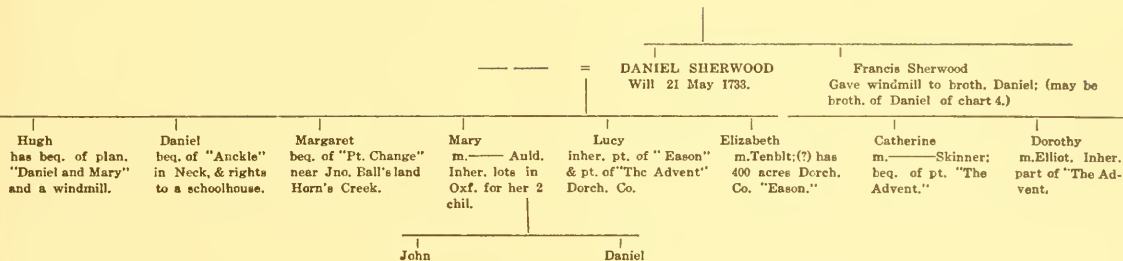 —— —— = DANIEL SHERWOOD
Will 21 May 1733.
Francis Sherwood
Gave windmill to broth. Daniel; (may be
broth. of Daniel of chart 4.)
Hugh
has beq. of plan.
"Daniel and Mary"
and a windmill.
Daniel
beq. of "Anckle"
in Neck, & rights
to a schoolhouse.
Margaret
beq. of "Pt. Change"
near Jno. Ball's land
Horn's Creek.
Mary
m.—— Auld.
Inher. lots in
Oxf. for her 2
chil.
Lucy
inher. pt. of " Eason"
& pt. of "The Advent"
Dorch. Co.
Elizabeth
m.Tenblt;(?) has
400 acres Dorch.
Co. "Eason."
Catherine
m.——Skinner;
beq. of pt. "The
Advent."
Dorothy
m.Elliot. Inher.
part of "The Ad-
vent.
John
Daniel